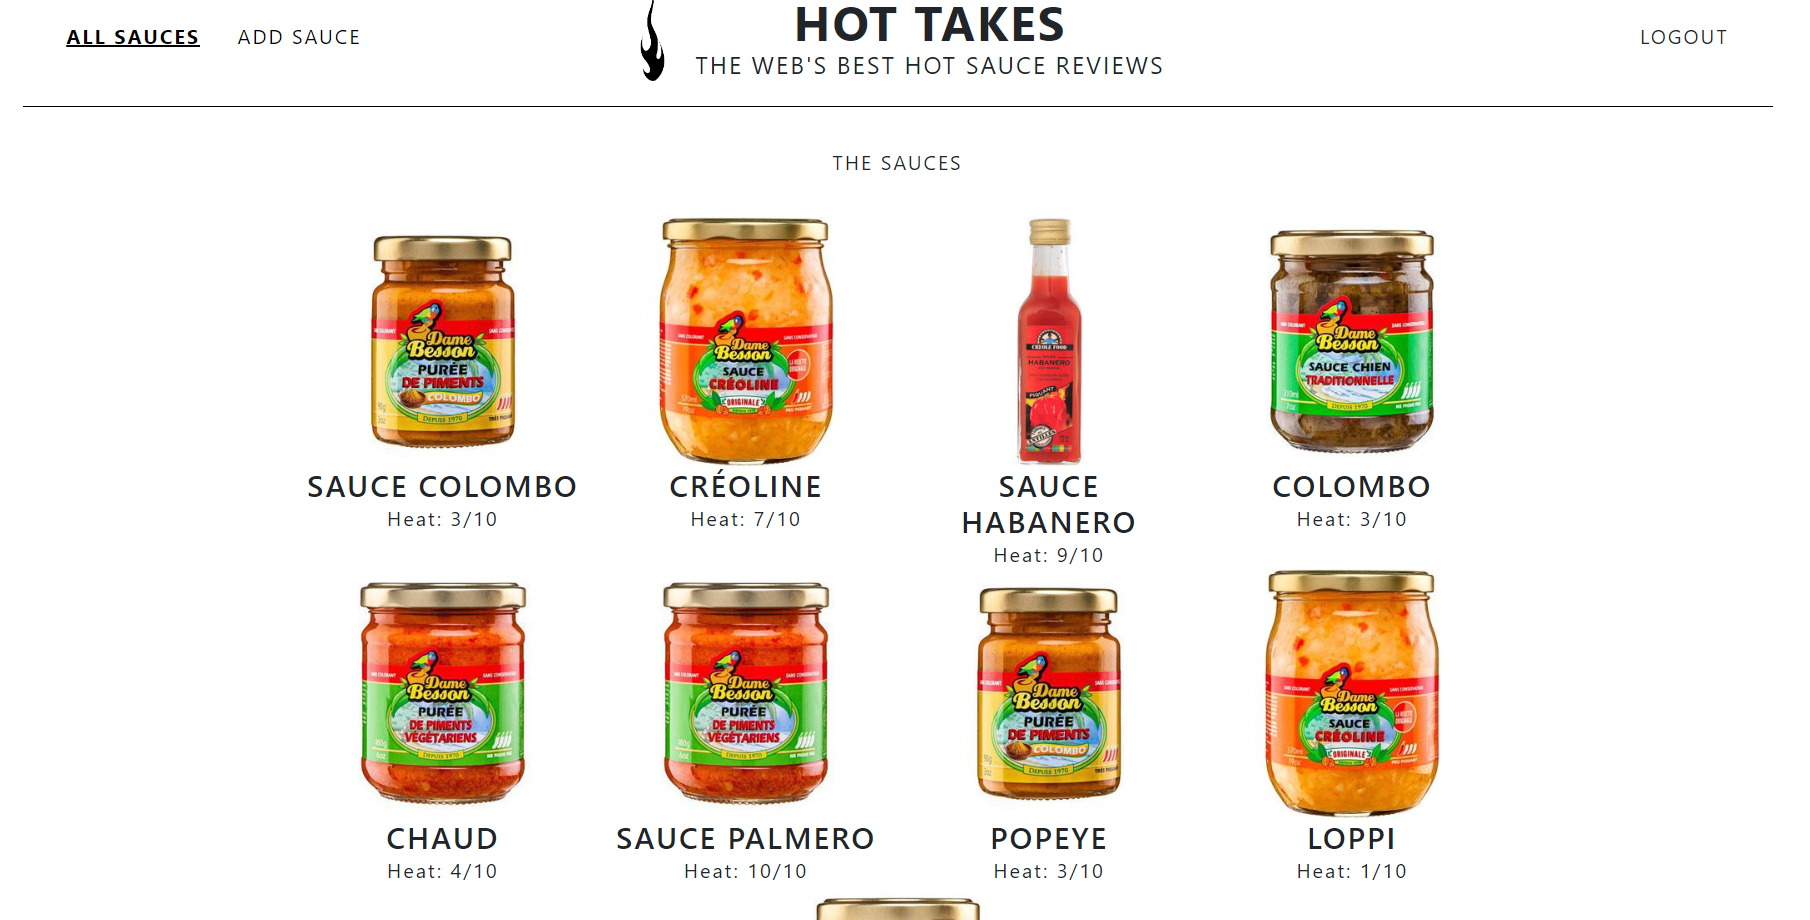 ALL SAUCES
ADD SAUCE
HOT TAKES
THE WEB'S BEST HOT SAUCE REVIEWS
LOGOUT
THE SAUCES
Dame
Besson
PURÉE
DE PIMENTS
COLOMBO
DEPUIS 1970
SAUCE COLOMBO
Heat: 3/10
Dame
Besson
SAUCE
CRÉOLINE
ORIGINALE
PEU PIQUANT
CRÉOLINE
Heat: 7/10
CREOLE FOOD
HABANERO
PIQUANT
SAUCE
HABANERO
Heat: 9/10
Dame
Besson
SAUCE CHIEN
TRADITIONNELLE
DEPUIS 1970
COLOMBO
Heat: 3/10
Dame
Besson
PURÉE
DE PIMENTS
VÉGÉTARIENS
DEPUIS 1970
CHAUD
Heat: 4/10
Dame
Besson
PURÉE
DE PIMENTS
VÉGÉTARIENS
DEPUIS 1970
SAUCE PALMERO
Heat: 10/10
Dame
Besson
PURÉE
DE PIMENTS
COLOMBO
DEPUIS 1970
POPEYE
Heat: 3/10
Dame
Besson
SAUCE
CRÉOLINE
ORIGINALE
PEU PIQUANT
LOPPI
Heat: 1/10